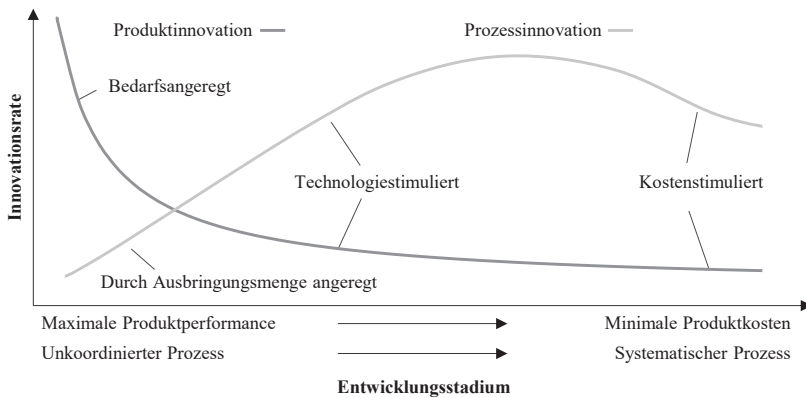 Produktinnovation
Prozessinnovation
Bedarfsangeregt
Innovationsrate
Technologiestimuliert
Kostenstimuliert
Durch Ausbringungsmenge angeregt
Maximale Produktperformance
Minimale Produktkosten
Unkoordinierter Prozess
Systematischer Prozess
Entwicklungsstadium